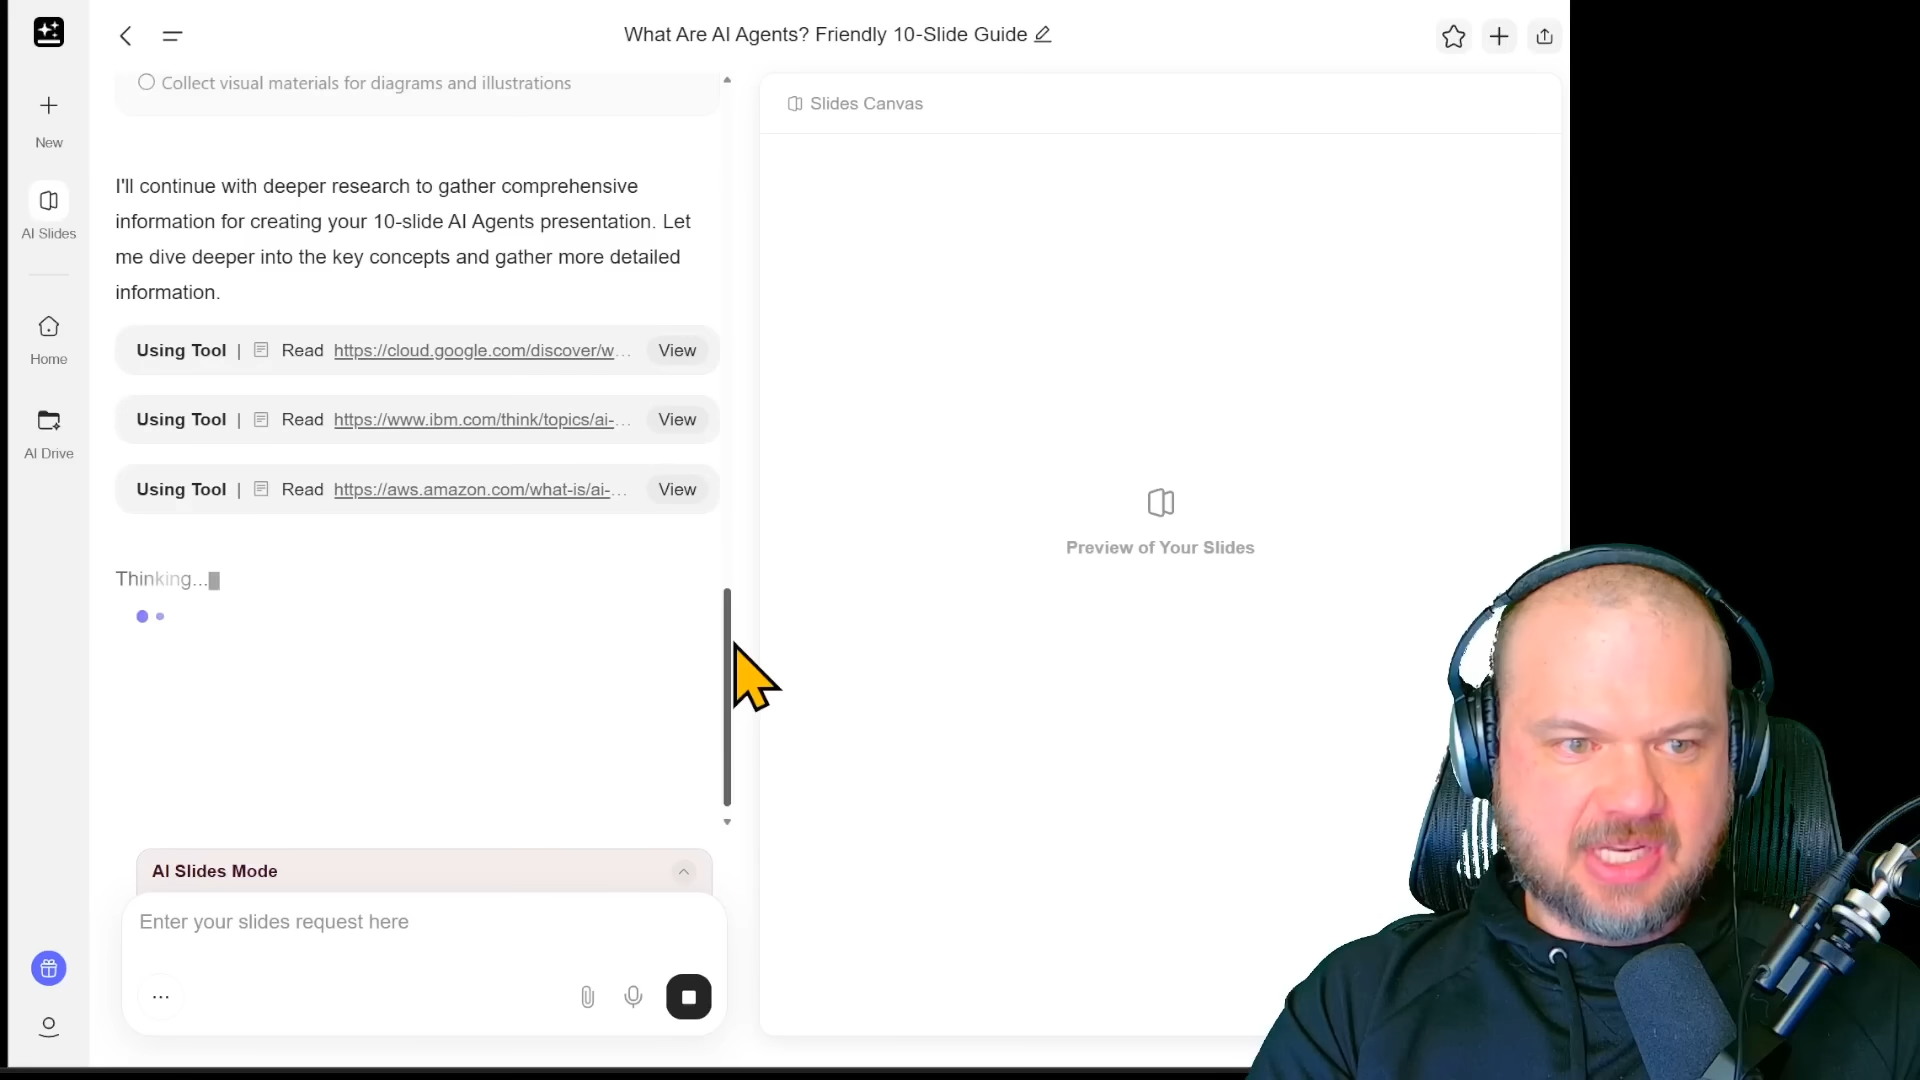 What Are AI Agents? Friendly 10-Slide Guide
New
AI Slides
Home
AI Drive
Collect visual materials for diagrams and illustrations
I'll continue with deeper research to gather comprehensive
information for creating your 10-slide AI Agents presentation. Let
me dive deeper into the key concepts and gather more detailed
information.
Using Tool | Read https://cloud.google.com/discover/w... View
Using Tool | Read https://www.ibm.com/think/topics/ai-... View
Using Tool | Read https://aws.amazon.com/what-is/ai-... View
Thinking...
AI Slides Mode
Enter your slides request here
Slides Canvas
Preview of Your Slides